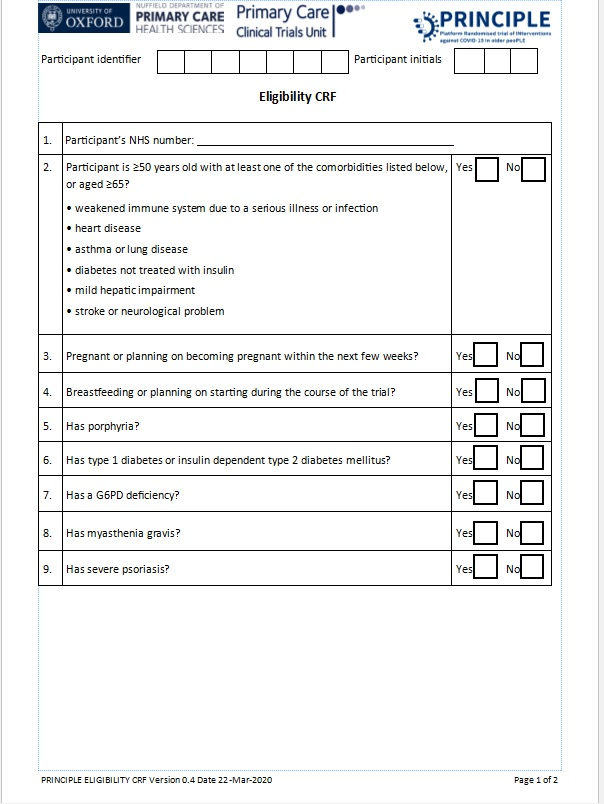 UNIVERSITY OF
OXFORD
NUFFIELD DEPARTMENT OF
PRIMARY CARE
HEALTH SCIENCES
Primary Care
Clinical Trials Unit
PRINCIPLE
Platform Randomised trial of INterventions
against COVID-19 in older peoPLE
Participant identifier
Participant initials
Eligibility CRF
1. Participant's NHS number:
2. Participant is ≥50 years old with at least one of the comorbidities listed below, Yes No
or aged ≥65?
• weakened immune system due to a serious illness or infection
• heart disease
• asthma or lung disease
• diabetes not treated with insulin
• mild hepatic impairment
• stroke or neurological problem
3. Pregnant or planning on becoming pregnant within the next few weeks? Yes No
4. Breastfeeding or planning on starting during the course of the trial? Yes No
5. Has porphyria? Yes No
6. Has type 1 diabetes or insulin dependent type 2 diabetes mellitus? Yes No
7. Has a G6PD deficiency? Yes No
8. Has myasthenia gravis? Yes No
9. Has severe psoriasis? Yes No
PRINCIPLE ELIGIBILITY CRF Version 0.4 Date 22-Mar-2020 Page 1 of 2